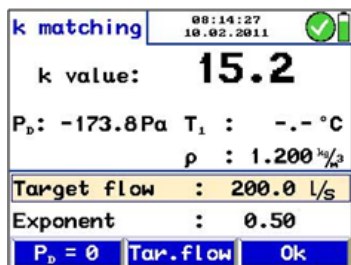 k matching 08:14:27
10.02.2011
k value: 15.2
P_D: -173.8Pa T₁ : -.-°C
ρ : 1.200 kg/m³
Target flow : 200.0 l/s
Exponent : 0.50
P_D = 0 Tar.flow Ok